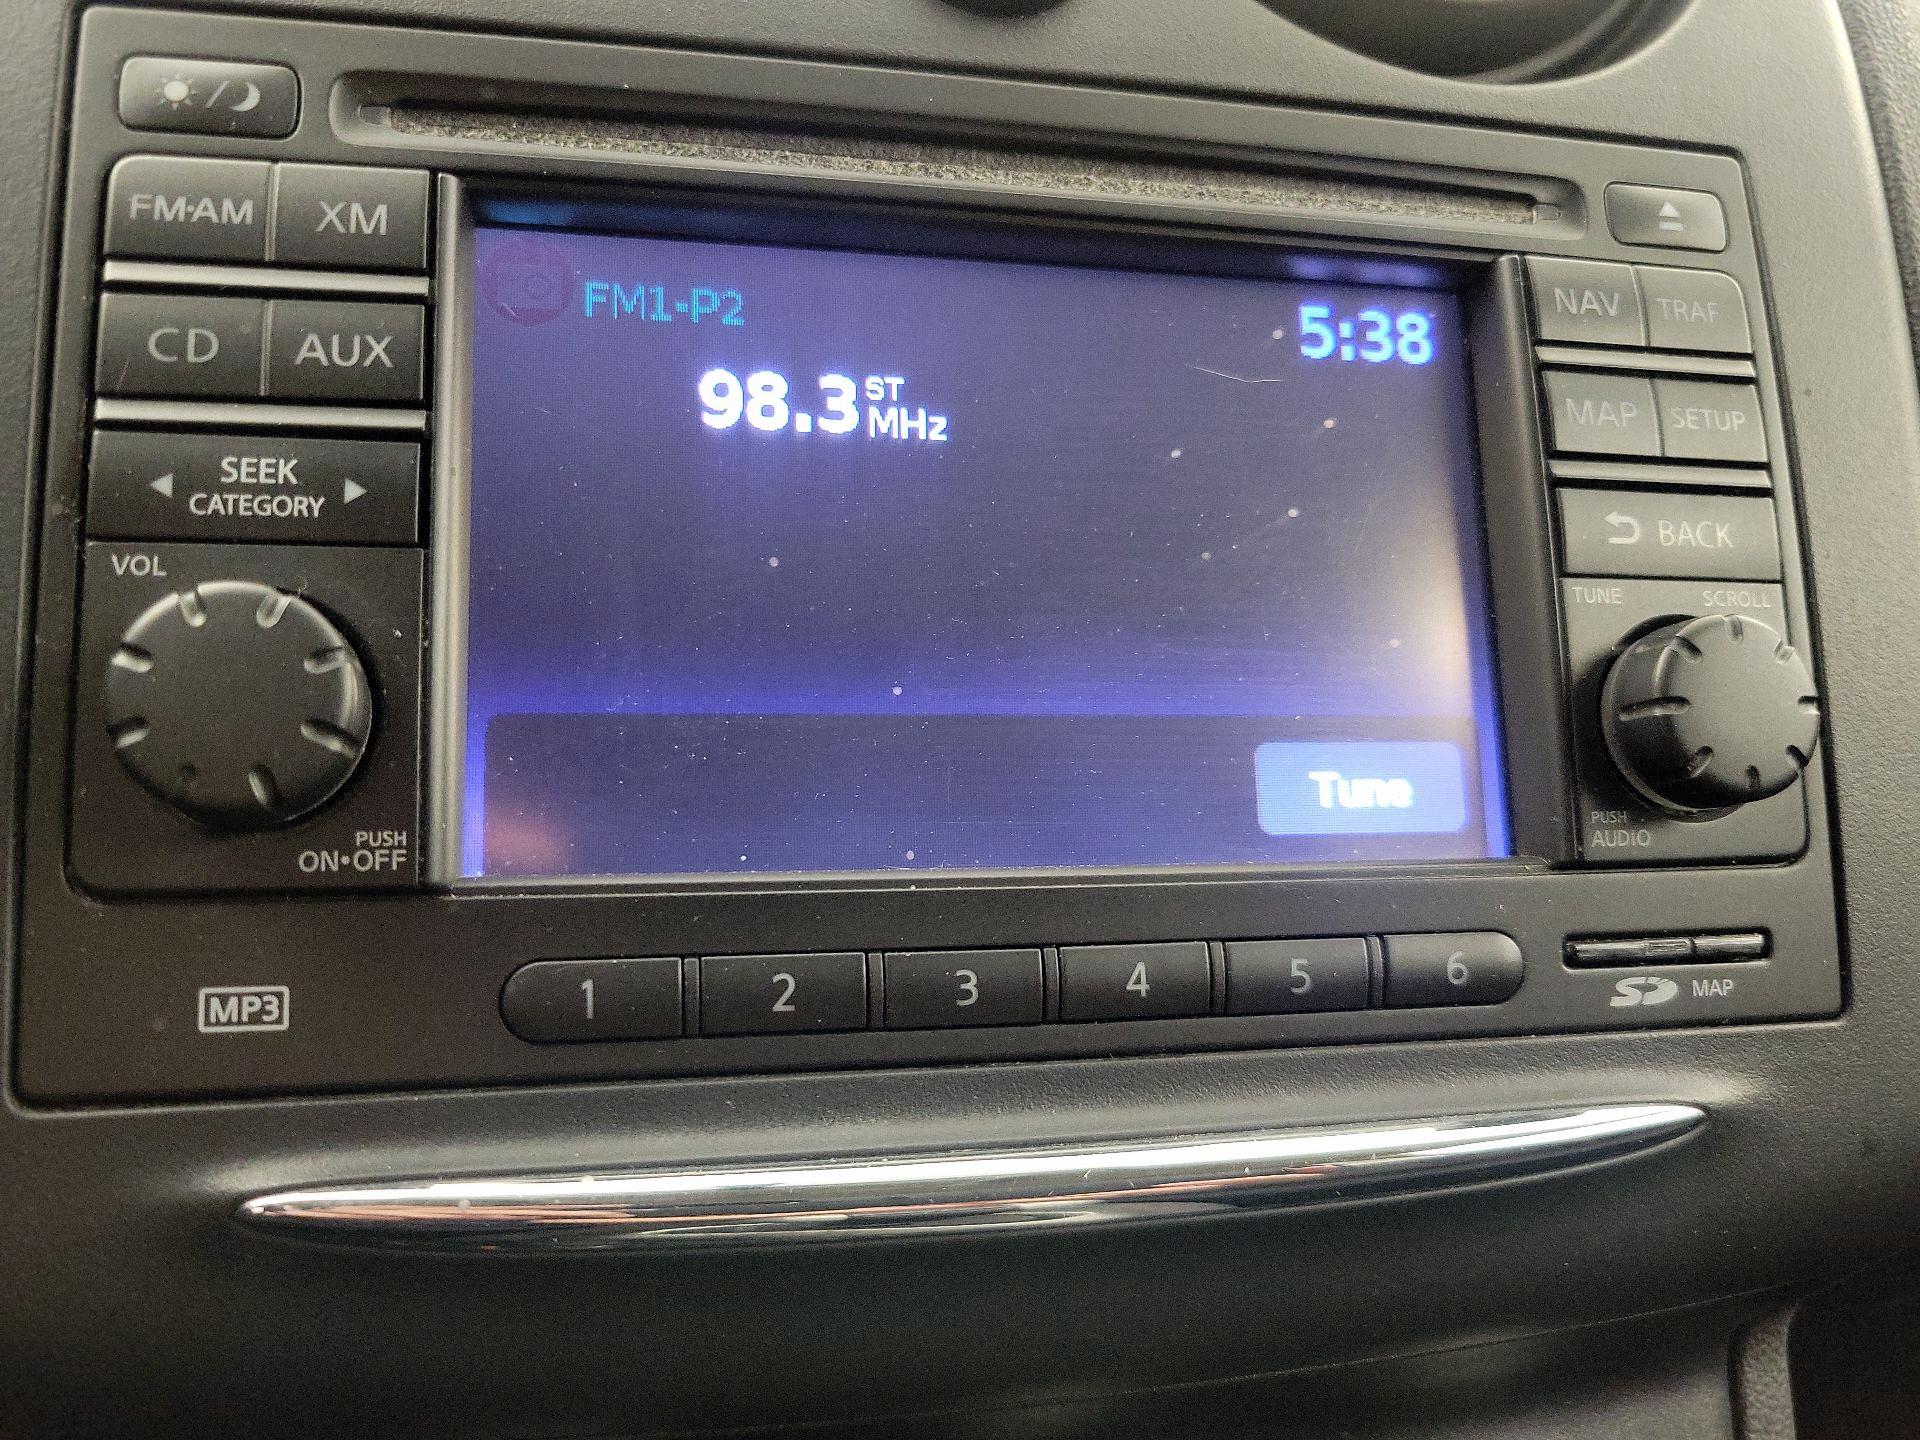 FM·AM XM
CD AUX
SEEK
CATEGORY
VOL
PUSH
ON•OFF
FM1-P2
5:38
98.3 ST MHz
Tune
NAV TRAF
MAP SETUP
BACK
TUNE SCROLL
PUSH
AUDIO
MP3
1 2 3 4 5 6
SD MAP